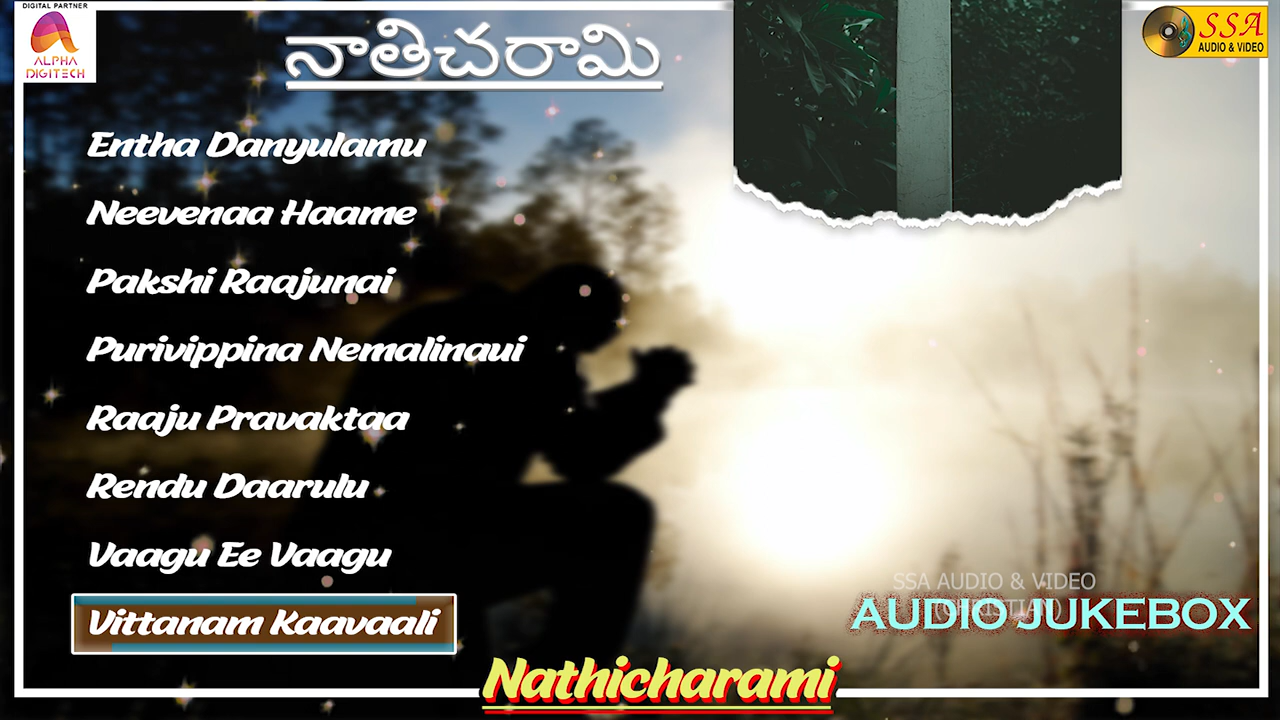 DIGITAL PARTNER
ALPHA
DIGITECH
నాతిచరామి
SSA
AUDIO & VIDEO
Entha Danyulamu
Neevenaa Haame
Pakshi Raajunai
Purivippina Nemalinaui
Raaju Pravaktaa
Rendu Daarulu
Vaagu Ee Vaagu
Vittanam Kaavaali
SSA AUDIO & VIDEO
AUDIO JUKEBOX
Nathicharami